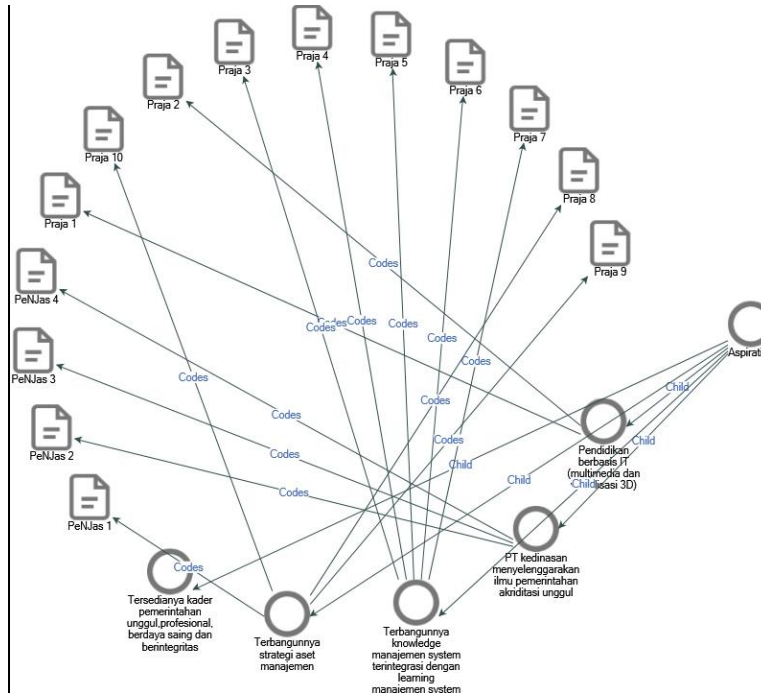 Praja 4
Praja 5
Praja 3
Praja 6
Praja 2
Praja 7
Praja 10
Praja 8
Praja 1
Praja 9
Codes
PeNJas 4
Codes
Codes
Codes
Codes
Codes
Codes
Aspirat
PeNJas 3
Codes
Codes
Child
Codes
Codes
PeNJas 2
Codes
Child
Child
Pendidikan
berbasis IT
(multimedia dan
isasi 3D)
Codes
Child
Child
Codes
PeNJas 1
PT kedinasan
menyelenggarakan
ilmu pemerintahan
akriditasi unggul
Codes
Tersedianya kader
pemerintahan
unggul,profesional,
berdaya saing dan
berintegritas
Terbangunnya
strategi aset
manajemen
Terbangunnya
knowledge
manajemen system
terintegrasi dengan
learning
manajemen system